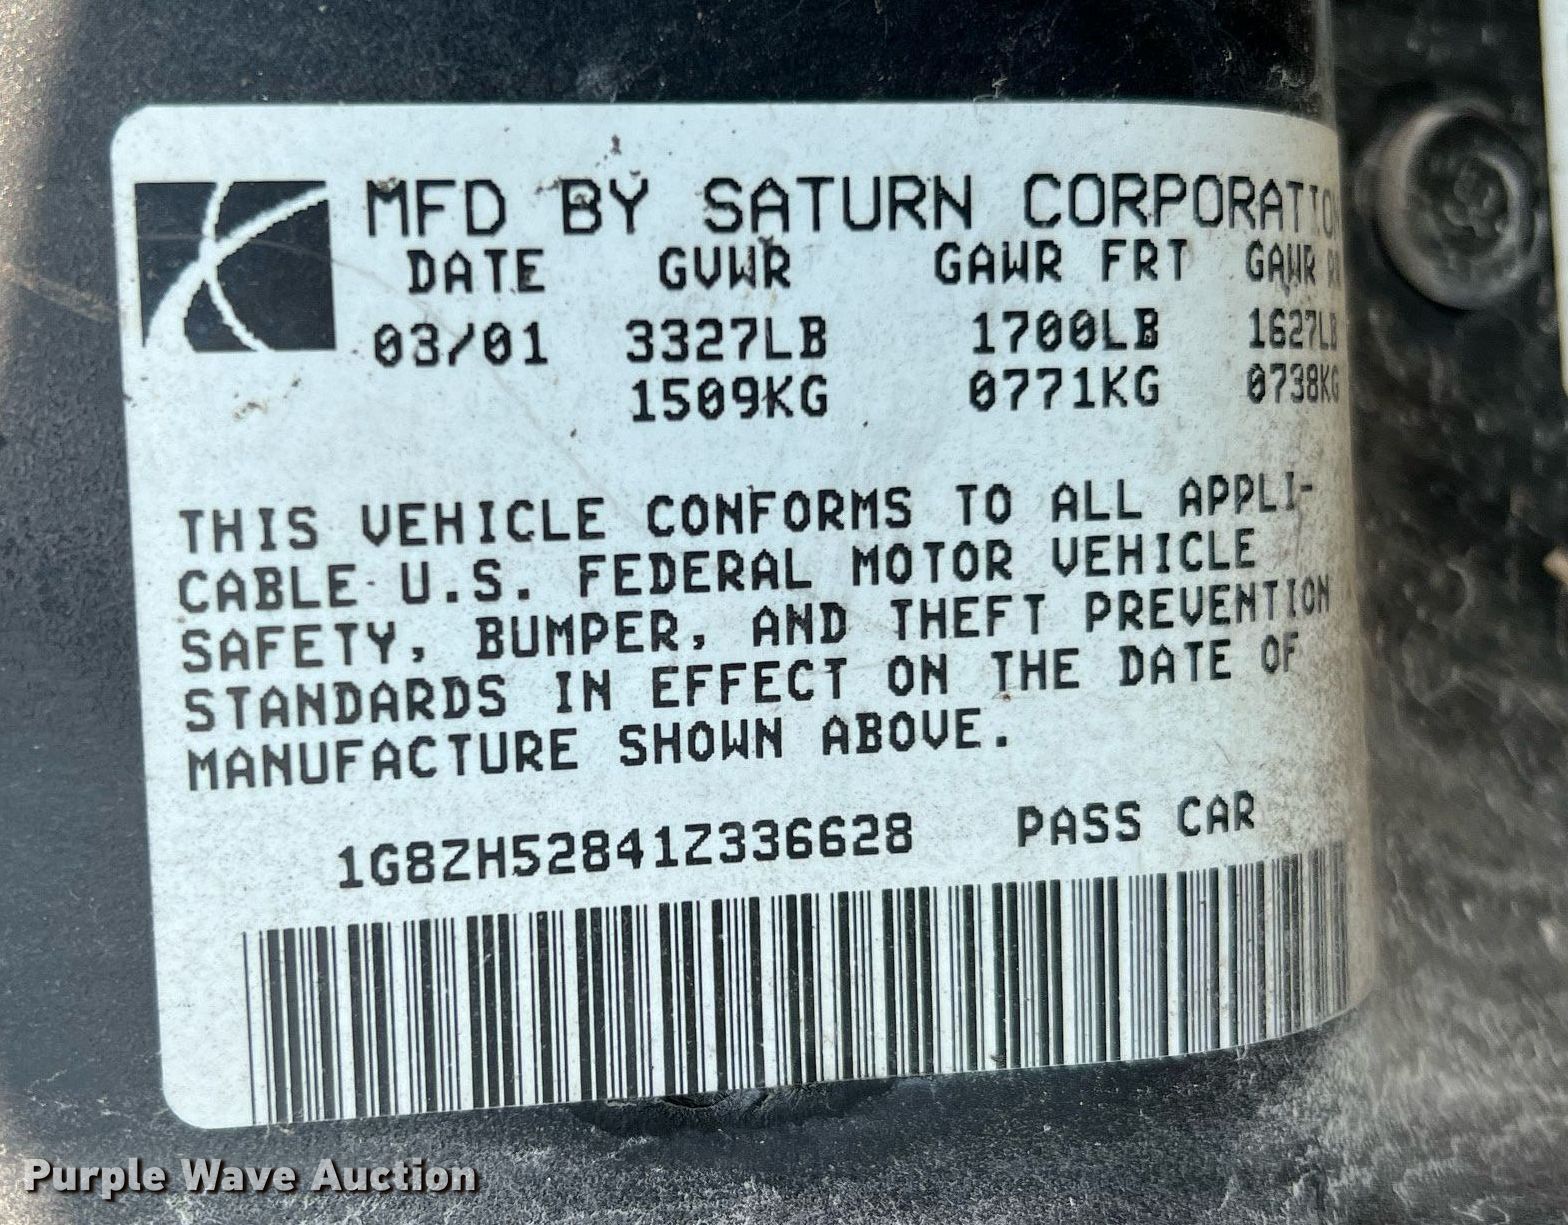 MFD BY SATURN CORPORATION
DATE GVWR GAWR FRT GAWR
03/01 3327LB 1700LB 1627LB
1509KG 0771KG 0738KG
THIS VEHICLE CONFORMS TO ALL APPLI-
CABLE U.S. FEDERAL MOTOR VEHICLE
SAFETY, BUMPER, AND THEFT PREVENTION
STANDARDS IN EFFECT ON THE DATE OF
MANUFACTURE SHOWN ABOVE.
1G8ZH52841Z336628 PASS CAR
Purple Wave Auction